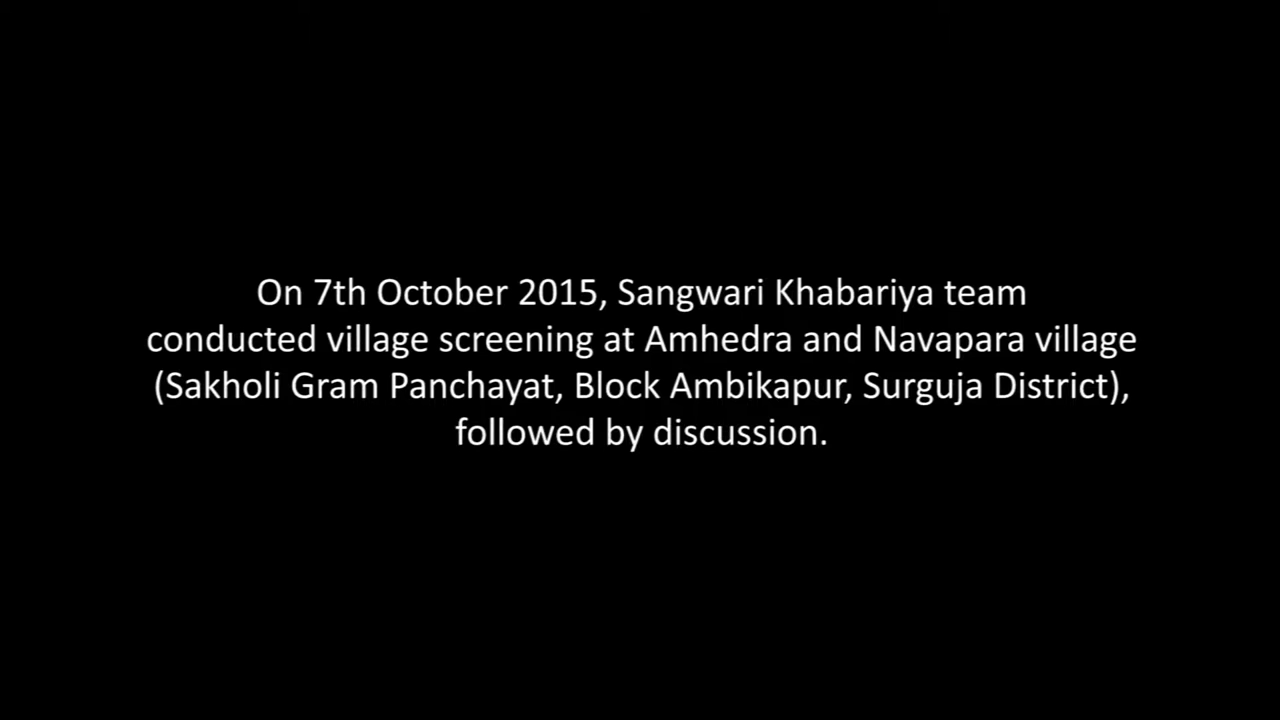 On 7th October 2015, Sangwari Khabariya team
conducted village screening at Amhedra and Navapara village
(Sakholi Gram Panchayat, Block Ambikapur, Surguja District),
followed by discussion.